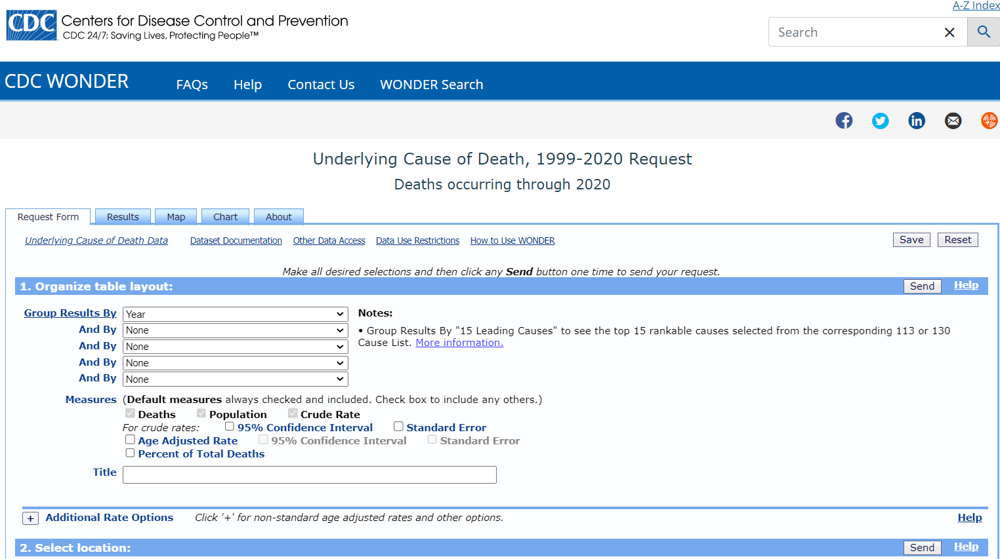 A-Z Index
CDC Centers for Disease Control and Prevention
CDC 24/7: Saving Lives, Protecting People™
Search
CDC WONDER FAQs Help Contact Us WONDER Search
Underlying Cause of Death, 1999-2020 Request
Deaths occurring through 2020
Request Form Results Map Chart About
Underlying Cause of Death Data Dataset Documentation Other Data Access Data Use Restrictions How to Use WONDER Save Reset
Make all desired selections and then click any Send button one time to send your request.
1. Organize table layout: Send Help
Group Results By Year
And By None
And By None
And By None
And By None
Notes:
• Group Results By "15 Leading Causes" to see the top 15 rankable causes selected from the corresponding 113 or 130
Cause List. More information.
Measures (Default measures always checked and included. Check box to include any others.)
Deaths Population Crude Rate
For crude rates: 95% Confidence Interval Standard Error
Age Adjusted Rate 95% Confidence Interval Standard Error
Percent of Total Deaths
Title
+ Additional Rate Options Click '+' for non-standard age adjusted rates and other options. Help
2. Select location: Send Help